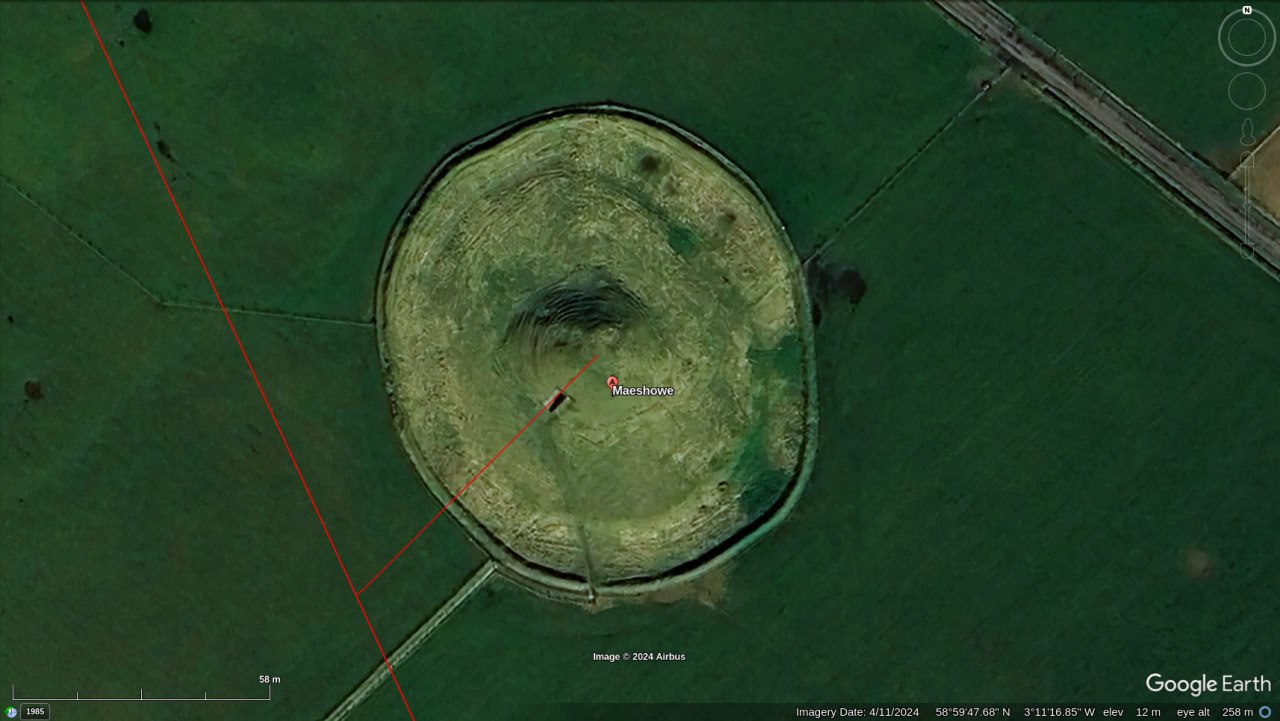 N
A
Maeshowe
Image © 2024 Airbus
58 m
Google Earth
1985
Imagery Date: 4/11/2024 58°59'47.68" N 3°11'16.85" W elev 12 m eye alt 258 m